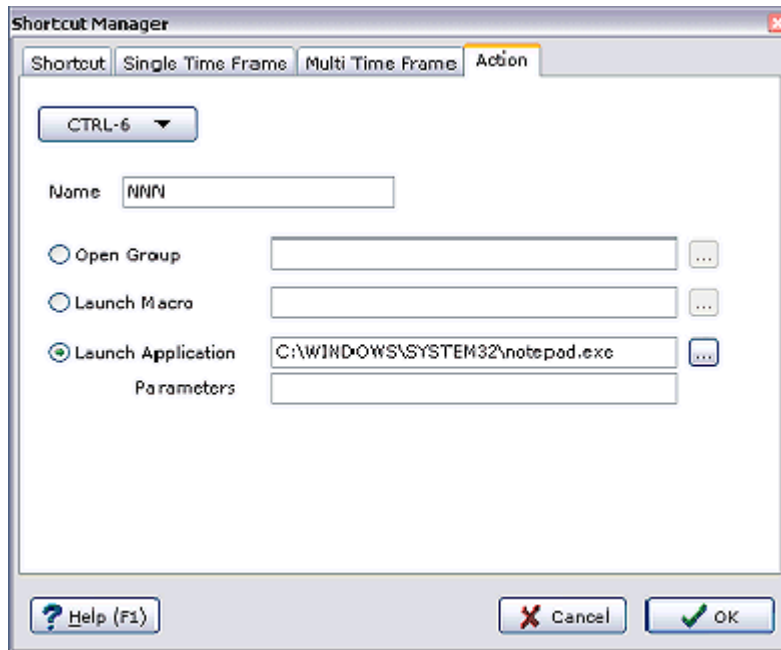 Shortcut Manager
Shortcut Single Time Frame Multi Time Frame Action
CTRL-6
Name NNN
Open Group ...
Launch Macro ...
Launch Application C:\WINDOWS\SYSTEM32\notepad.exe ...
Parameters
? Help (F1) Cancel OK